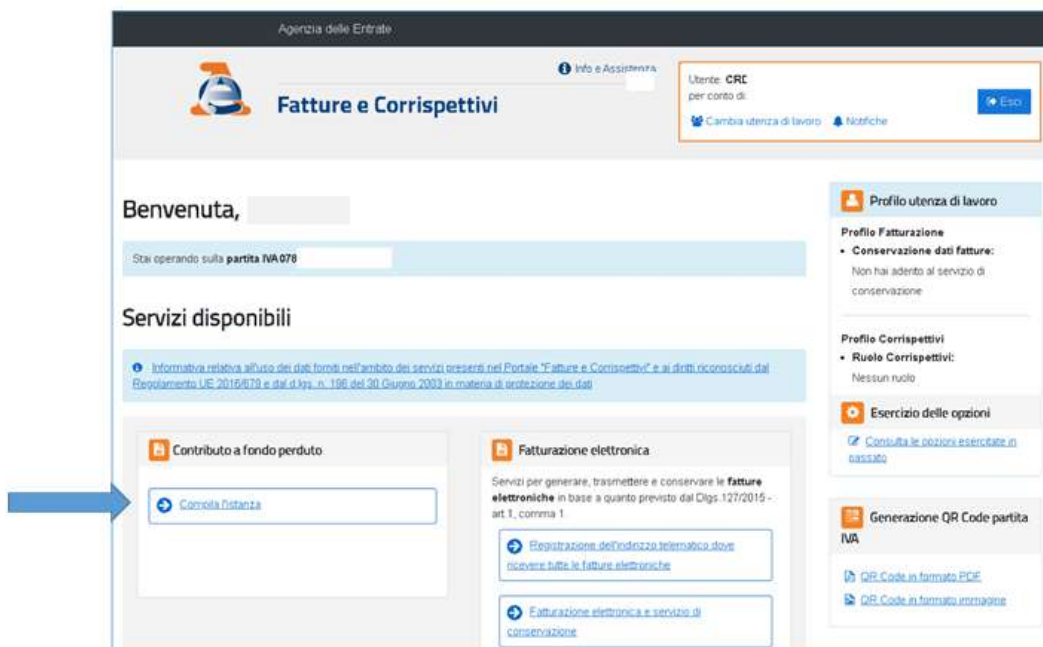 Agenzia delle Entrate
Info e Assistenza
Fatture e Corrispettivi
Utente: CRD
per conto di:
Cambia utenza di lavoro Notifiche
Esci
Benvenuta,
Stai operando sulla partita IVA 078
Servizi disponibili
Informativa relativa all'uso dei dati forniti nell'ambito dei servizi presenti nel Portale "Fatture e Corrispettivi" e ai diritti riconosciuti dal
Regolamento UE 2016/679 e dal d.lgs. n. 196 del 30 Giugno 2003 in materia di protezione dei dati
Contributo a fondo perduto
Compila l'istanza
Fatturazione elettronica
Servizi per generare, trasmettere e
conservare le fatture
elettroniche in base a quanto previsto dal Dlgs.127/2015 -
art.1, comma 1
Registrazione dell'indirizzo telematico dove
ricevere tutte le fatture elettroniche
Fatturazione elettronica e servizio di
conservazione
Profilo utenza di lavoro
Profilo Fatturazione
• Conservazione dati fatture:
Non hai aderito al servizio di
conservazione
Profilo Corrispettivi
• Ruolo Corrispettivi:
Nessun ruolo
Esercizio delle opzioni
Consulta le opzioni esercitate in
passato
Generazione QR Code partita
IVA
QR Code in formato PDF
QR Code in formato immagine